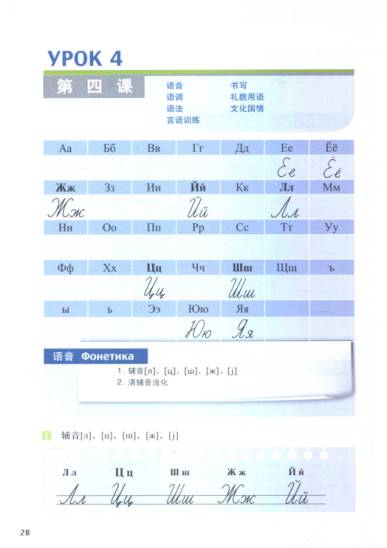 УРОК 4
第四课
语音 书写
语调 礼貌用语
语法 文化国情
言语训练
Аа Бб Вв Гг Дд Ее Ёё
Ее Ёё
Жж Зз Ии Йй Кк Лл Мм
Жж Йй Лл
Нн Оо Пп Рр Сс Тт Уу
Фф Хх Цц Чч Шш Щщ ъ
Цц Шш
ы ь Ээ Юю Яя
Юю Яя
语音 Фонетика
1. 辅音[л], [ц], [ш], [ж], [j]
2. 清辅音浊化
1 辅音[л], [ц], [ш], [ж], [j]
Лл Цц Шш Жж Йй
Лл Цц Шш Жж Йй
28